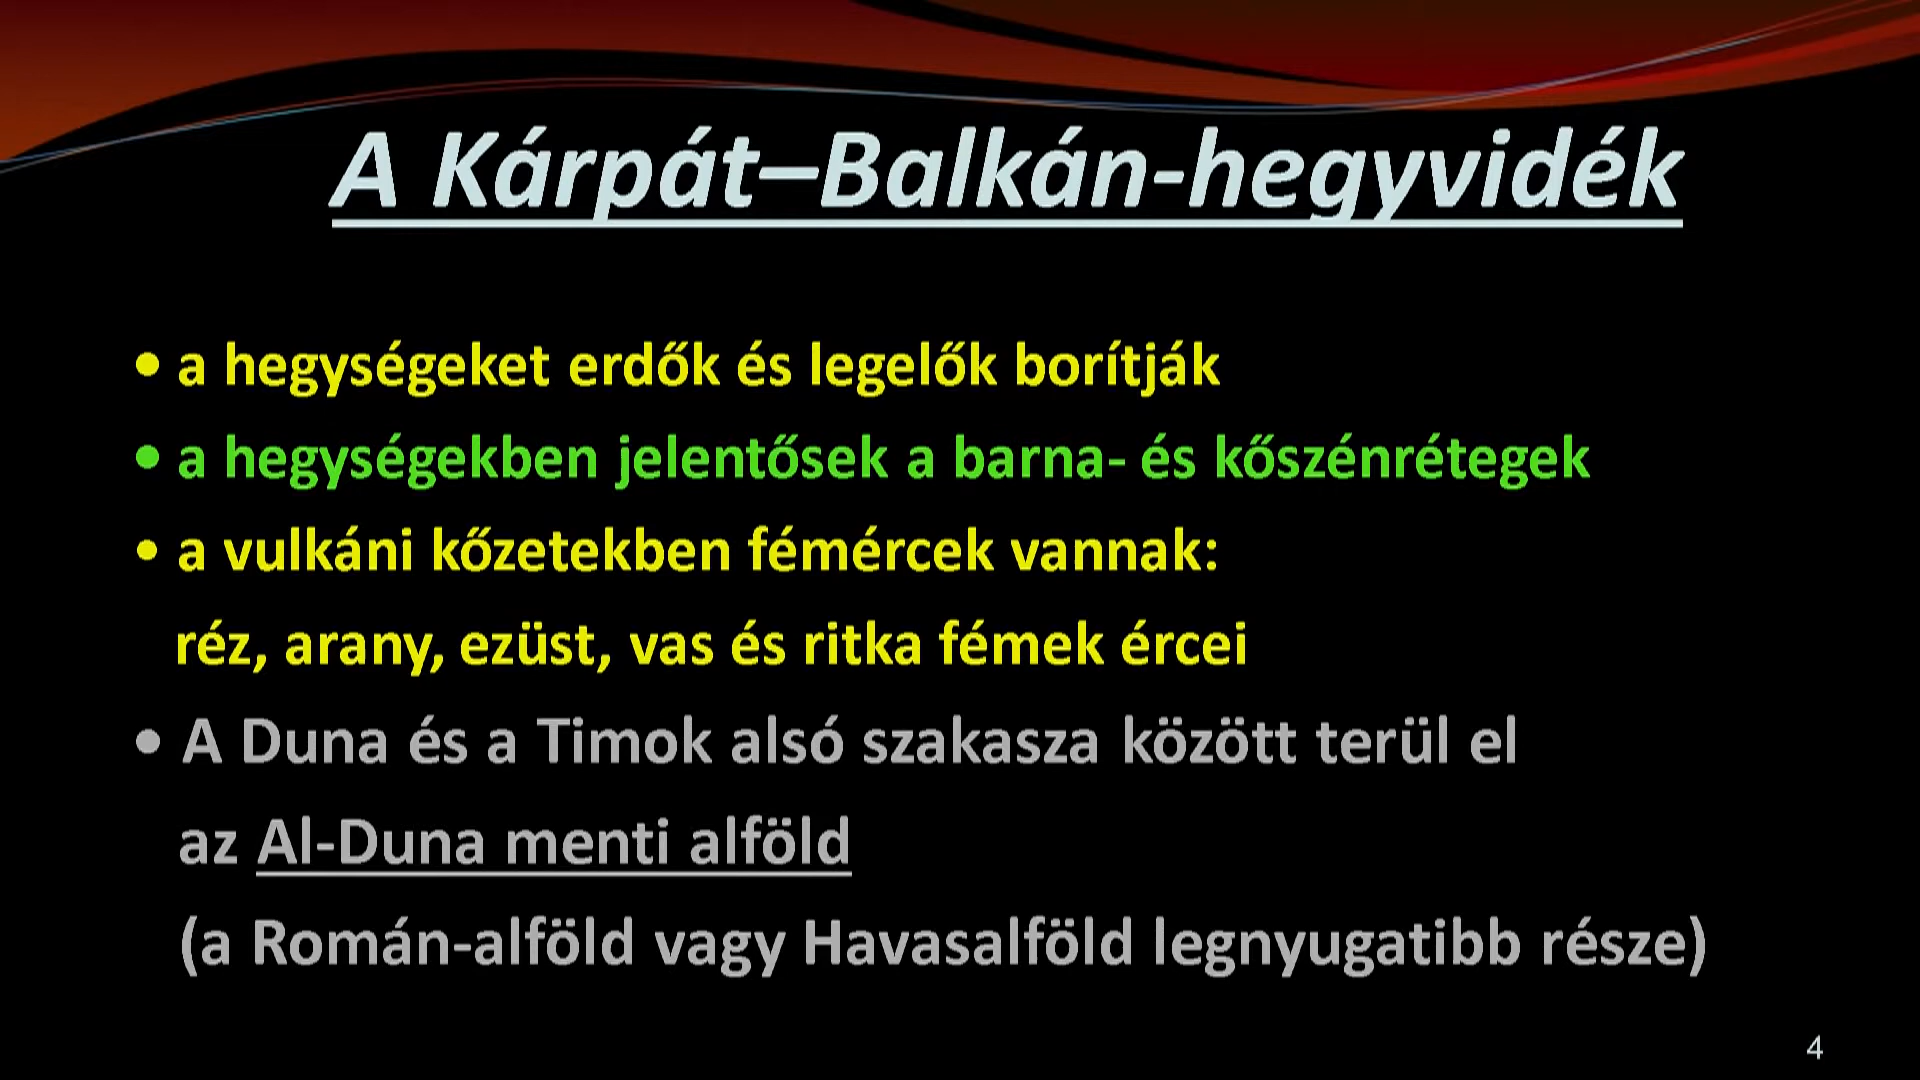 A Kárpát–Balkán-hegyvidék
• a hegységeket erdők és legelők borítják
• a hegységekben jelentősek a barna- és kőszénrétegek
• a vulkáni kőzetekben fémércek vannak:
réz, arany, ezüst, vas és ritka fémek ércei
• A Duna és a Timok alsó szakasza között terül el
az Al-Duna menti alföld
(a Román-alföld vagy Havasalföld legnyugatibb része)
4